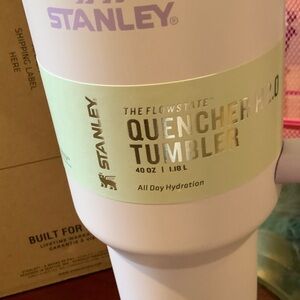 STANLEY®
SHIPPING LABEL
HERE
STANLEY
THE FLOWSTATE™
QUENCHER H2.0
TUMBLER
40 OZ | 1.18 L
All Day Hydration
BUILT FOR
LIFETIME